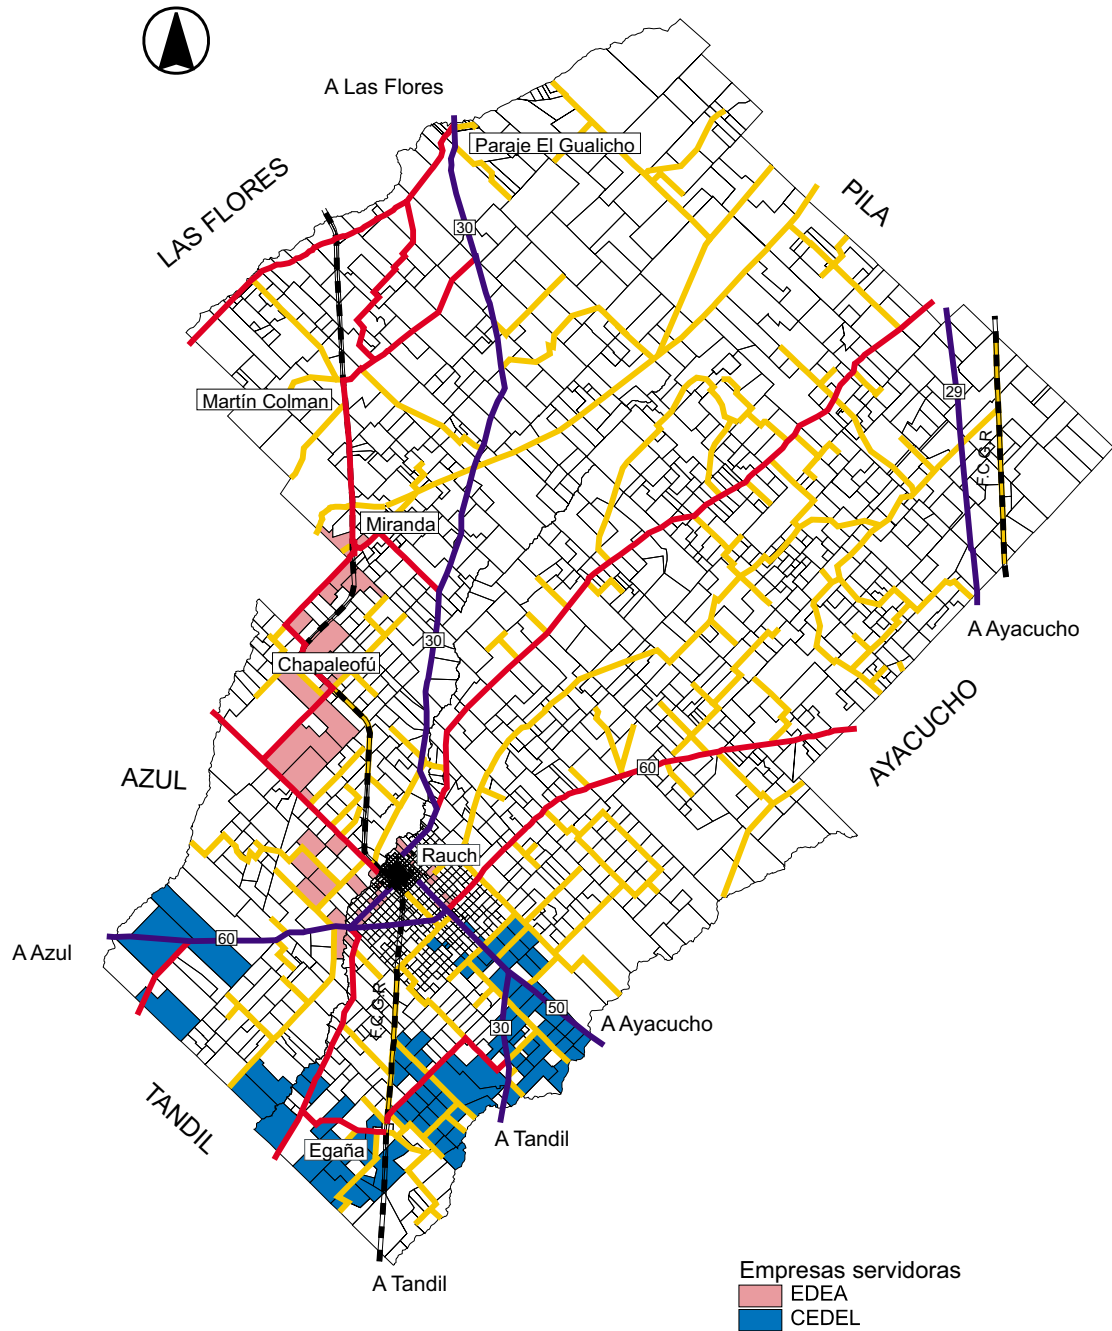 A Las Flores
Paraje El Gualicho
LAS FLORES
PILA
30
29
Martín Colman
F.C.G.R
Miranda
A Ayacucho
30
Chapaleofú
AYACUCHO
AZUL
60
Rauch
60
A Azul
F.C.G.R
50
30
A Ayacucho
TANDIL
A Tandil
Egaña
A Tandil
Empresas servidoras
EDEA
CEDEL